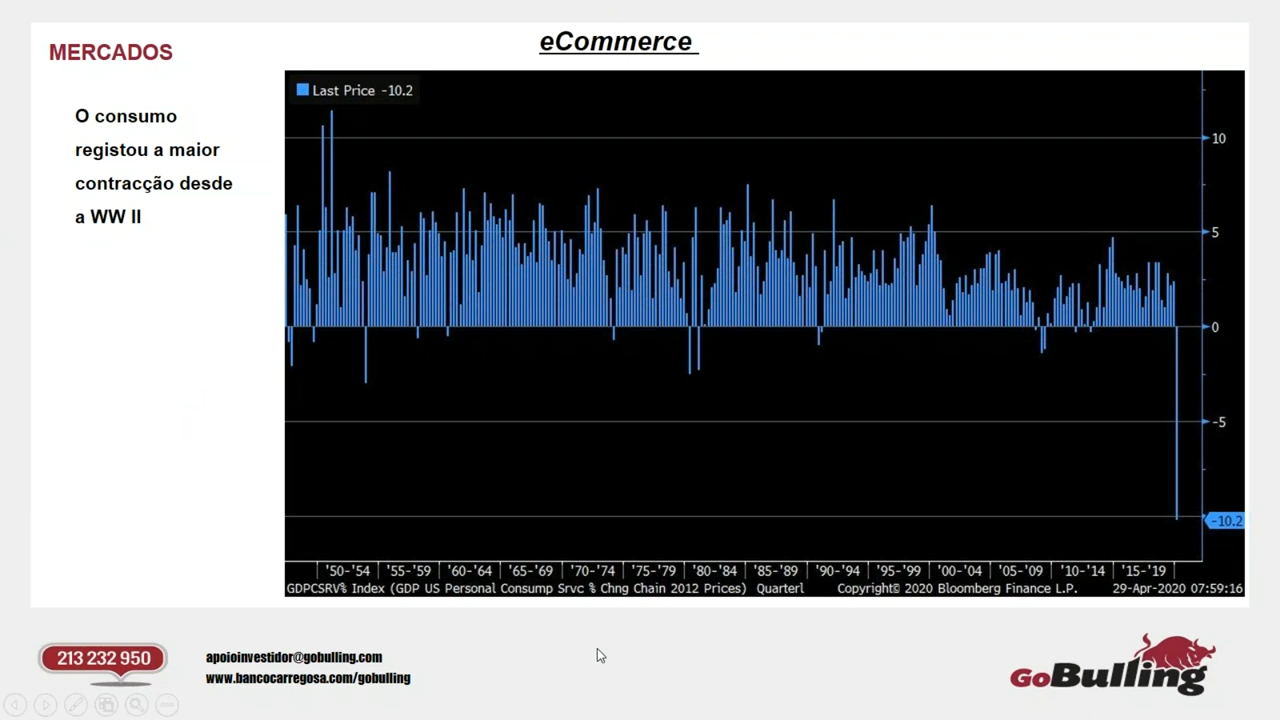 eCommerce
MERCADOS
O consumo
registou a maior
contracção desde
a WW II
Last Price -10.2
10
5
0
-5
-10.2
'50-'54 '55-'59 '60-'64 '65-'69 '70-'74 '75-'79 '80-'84 '85-'89 '90-'94 '95-'99 '00-'04 '05-'09 '10-'14 '15-'19
GDPCSRV% Index (GDP US Personal Consump Srvc % Chng Chain 2012 Prices) Quarterl Copyright© 2020 Bloomberg Finance L.P. 29-Apr-2020 07:59:16
213 232 950
apoioinvestidor@gobulling.com
www.bancocarregosa.com/gobulling
GoBulling